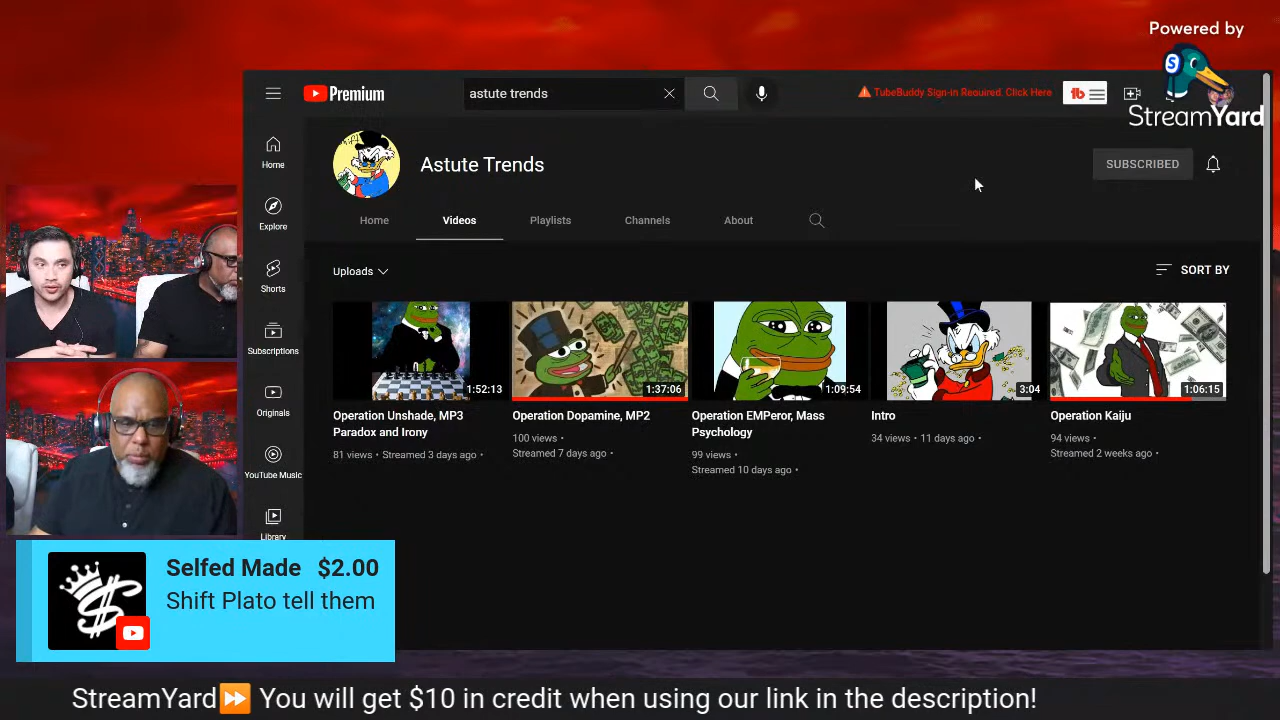 Powered by
StreamYard
Premium
astute trends
TubeBuddy Sign-in Required. Click Here
tb
Astute Trends
SUBSCRIBED
Home
Videos
Playlists
Channels
About
Home
Explore
Shorts
Subscriptions
Originals
YouTube Music
Library
Uploads
SORT BY
1:52:13
1:37:06
1:09:54
3:04
1:06:15
Operation Unshade, MP3
Paradox and Irony
81 views • Streamed 3 days ago •
Operation Dopamine, MP2
100 views •
Streamed 7 days ago •
Operation EMPeror, Mass
Psychology
99 views •
Streamed 10 days ago •
Intro
34 views • 11 days ago •
Operation Kaiju
94 views •
Streamed 2 weeks ago •
Selfed Made $2.00
Shift Plato tell them
StreamYard⏩ You will get $10 in credit when using our link in the description!